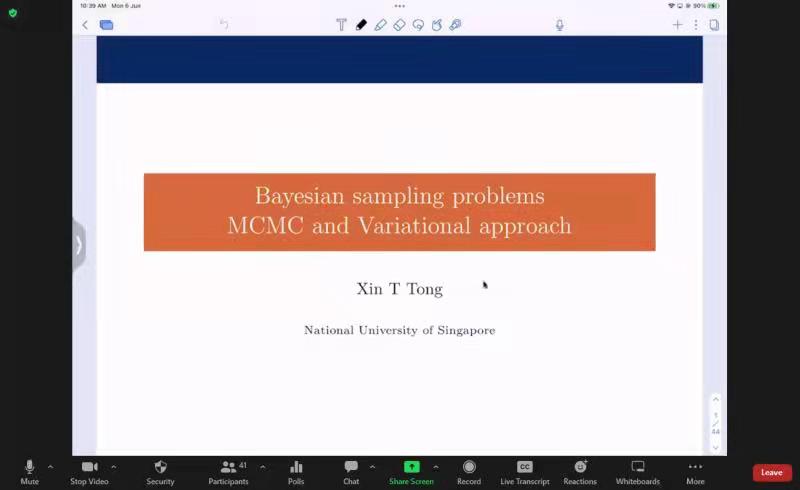 10:39 AM Mon 6 Jun
90%
T
Bayesian sampling problems
MCMC and Variational approach
Xin T Tong
National University of Singapore
1
/
44
Mute
Stop Video
Security
Participants
41
Polls
Chat
Share Screen
Record
CC
Live Transcript
Reactions
Whiteboards
More
Leave